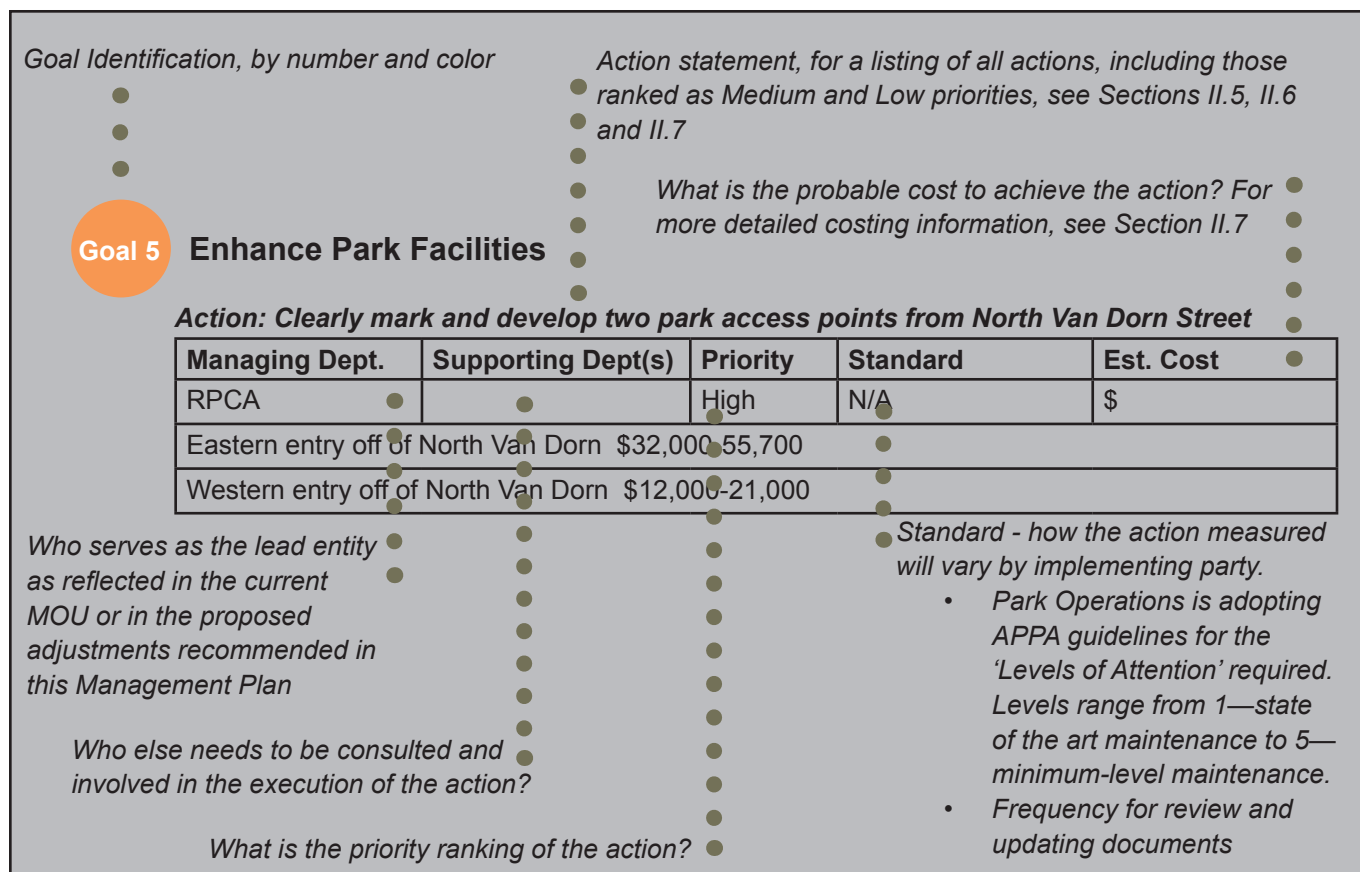 Goal Identification, by number and color
Action statement, for a listing of all actions, including those
ranked as Medium and Low priorities, see Sections II.5, II.6
and II.7
What is the probable cost to achieve the action? For
more detailed costing information, see Section II.7
Goal 5 Enhance Park Facilities
Action: Clearly mark and develop two park access points from North Van Dorn Street
Managing Dept. Supporting Dept(s) Priority Standard Est. Cost
RPCA High N/A $
Eastern entry off of North Van Dorn $32,000-55,700
Western entry off of North Van Dorn $12,000-21,000
Who serves as the lead entity
as reflected in the current
MOU or in the proposed
adjustments recommended in
this Management Plan
Who else needs to be consulted and
involved in the execution of the action?
What is the priority ranking of the action?
Standard - how the action measured
will vary by implementing party.
• Park Operations is adopting
APPA guidelines for the
‘Levels of Attention’ required.
Levels range from 1—state
of the art maintenance to 5—
minimum-level maintenance.
• Frequency for review and
updating documents